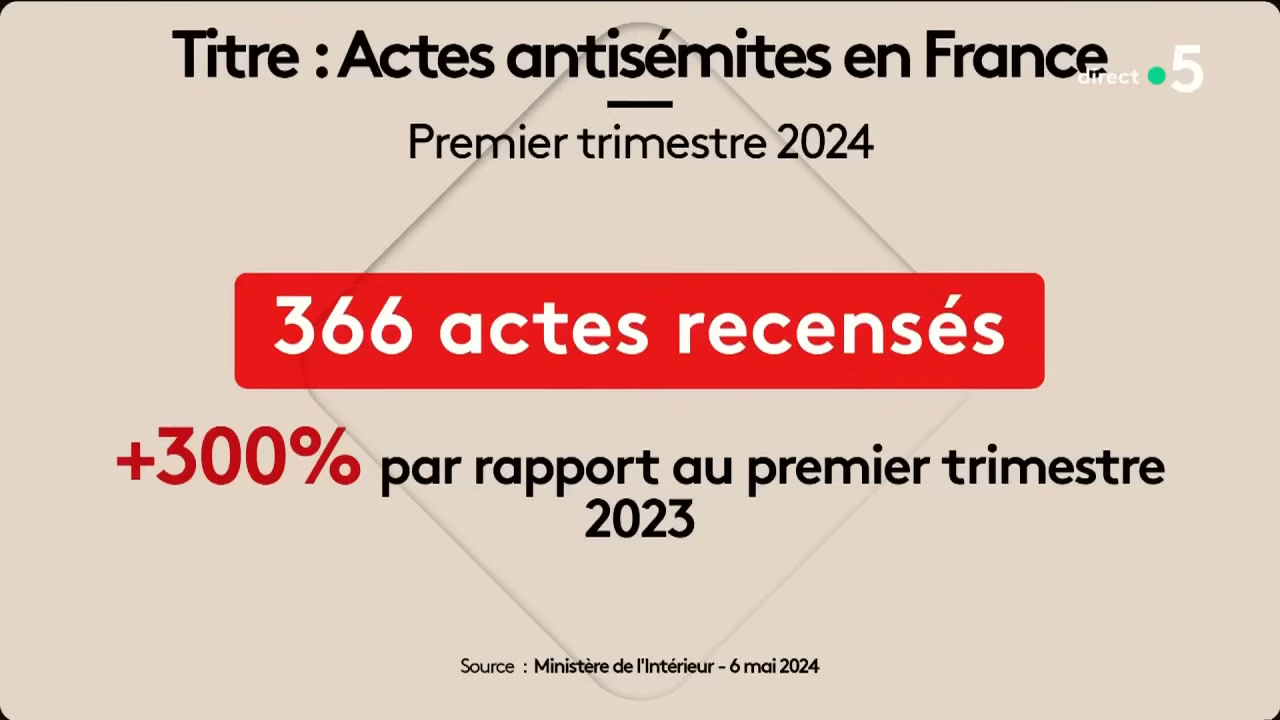 Titre : Actes antisémites en France
direct 5
Premier trimestre 2024
366 actes recensés
+300% par rapport au premier trimestre
2023
Source : Ministère de l'Intérieur - 6 mai 2024